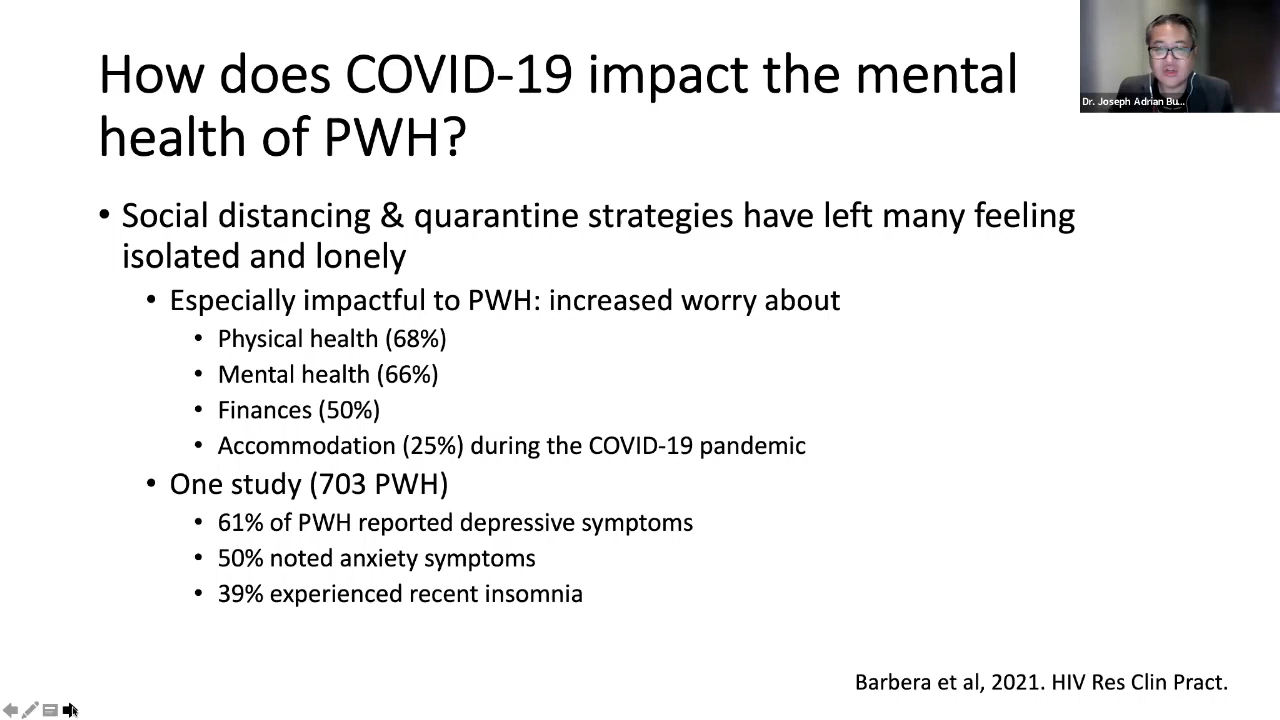 How does COVID-19 impact the mental
health of PWH?
Dr. Joseph Adrian Bu...
• Social distancing & quarantine strategies have left many feeling
isolated and lonely
• Especially impactful to PWH: increased worry about
• Physical health (68%)
• Mental health (66%)
• Finances (50%)
• Accommodation (25%) during the COVID-19 pandemic
• One study (703 PWH)
• 61% of PWH reported depressive symptoms
• 50% noted anxiety symptoms
• 39% experienced recent insomnia
Barbera et al, 2021. HIV Res Clin Pract.